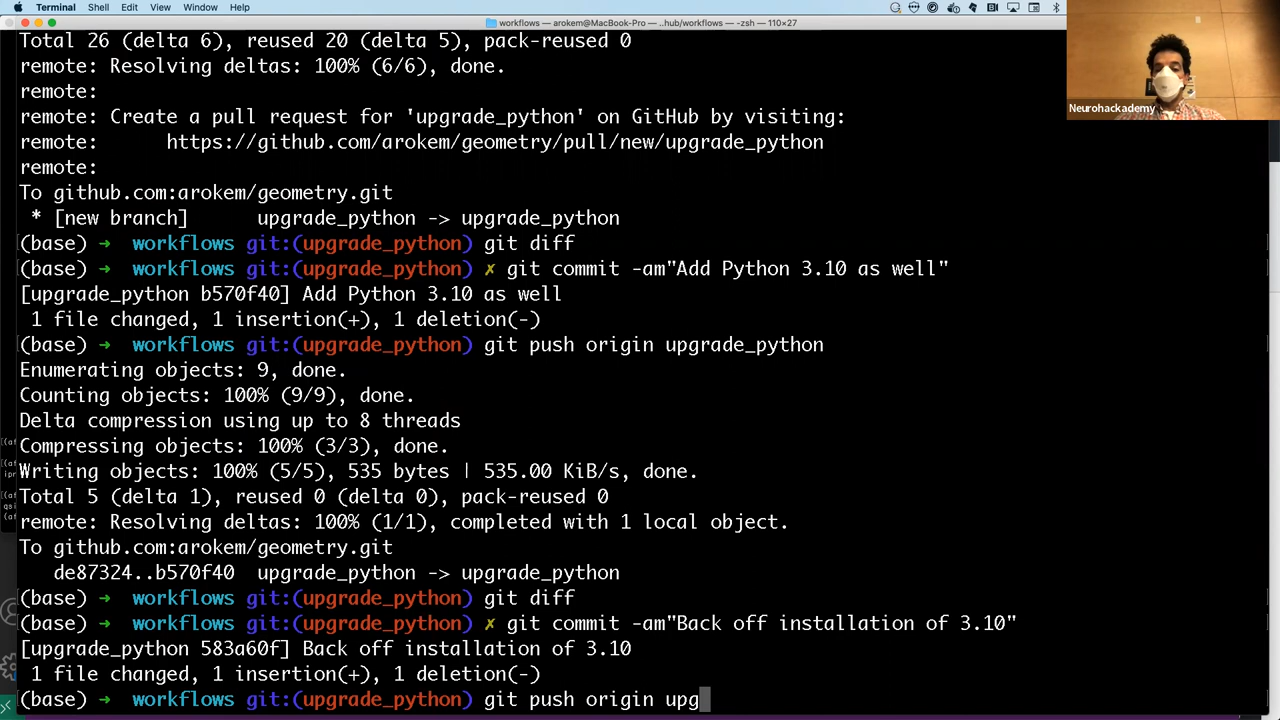 Terminal Shell Edit View Window Help
workflows — arokem@MacBook-Pro — ..hub/workflows — -zsh — 110×27
Total 26 (delta 6), reused 20 (delta 5), pack-reused 0
remote: Resolving deltas: 100% (6/6), done.
remote:
remote: Create a pull request for 'upgrade_python' on GitHub by visiting:
remote:      https://github.com/arokem/geometry/pull/new/upgrade_python
remote:
To github.com:arokem/geometry.git
 * [new branch]      upgrade_python -> upgrade_python
(base) ➜  workflows git:(upgrade_python) git diff
(base) ➜  workflows git:(upgrade_python) ✗ git commit -am"Add Python 3.10 as well"
[upgrade_python b570f40] Add Python 3.10 as well
 1 file changed, 1 insertion(+), 1 deletion(-)
(base) ➜  workflows git:(upgrade_python) git push origin upgrade_python
Enumerating objects: 9, done.
Counting objects: 100% (9/9), done.
Delta compression using up to 8 threads
Compressing objects: 100% (3/3), done.
Writing objects: 100% (5/5), 535 bytes | 535.00 KiB/s, done.
Total 5 (delta 1), reused 0 (delta 0), pack-reused 0
remote: Resolving deltas: 100% (1/1), completed with 1 local object.
To github.com:arokem/geometry.git
   de87324..b570f40  upgrade_python -> upgrade_python
(base) ➜  workflows git:(upgrade_python) git diff
(base) ➜  workflows git:(upgrade_python) ✗ git commit -am"Back off installation of 3.10"
[upgrade_python 583a60f] Back off installation of 3.10
 1 file changed, 1 insertion(+), 1 deletion(-)
(base) ➜  workflows git:(upgrade_python) git push origin upg
Neurohackademy